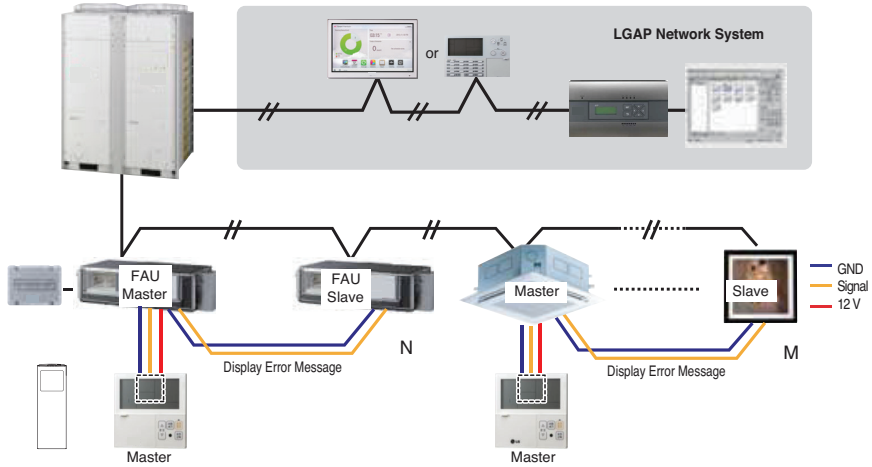 LGAP Network System
or
FAU
Master
FAU
Slave
Master
Slave
GND
Signal
12 V
N
M
Display Error Message
Display Error Message
Master
LG
Master